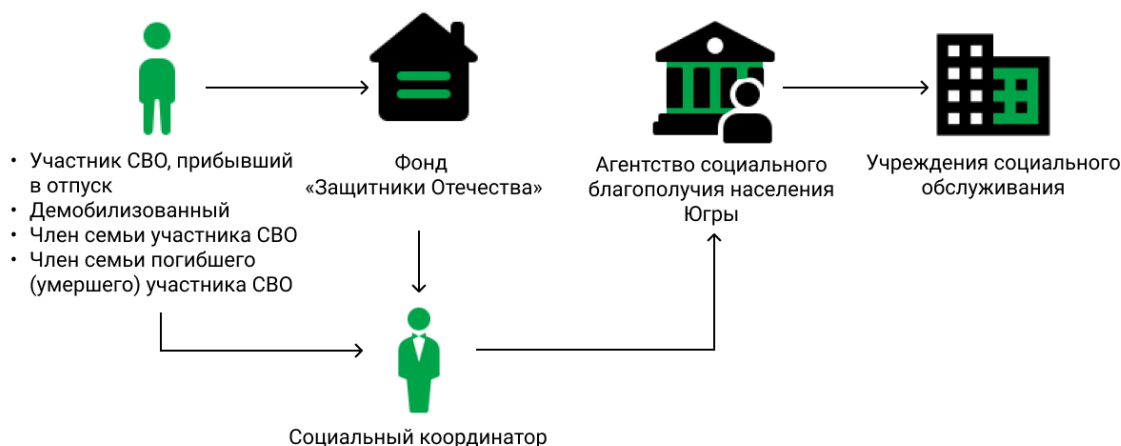 • Участник СВО, прибывший
в отпуск
• Демобилизованный
• Член семьи участника СВО
• Член семьи погибшего
(умершего) участника СВО
Фонд
«Защитники Отечества»
Агентство социального
благополучия населения
Югры
Учреждения социального
обслуживания
Социальный координатор